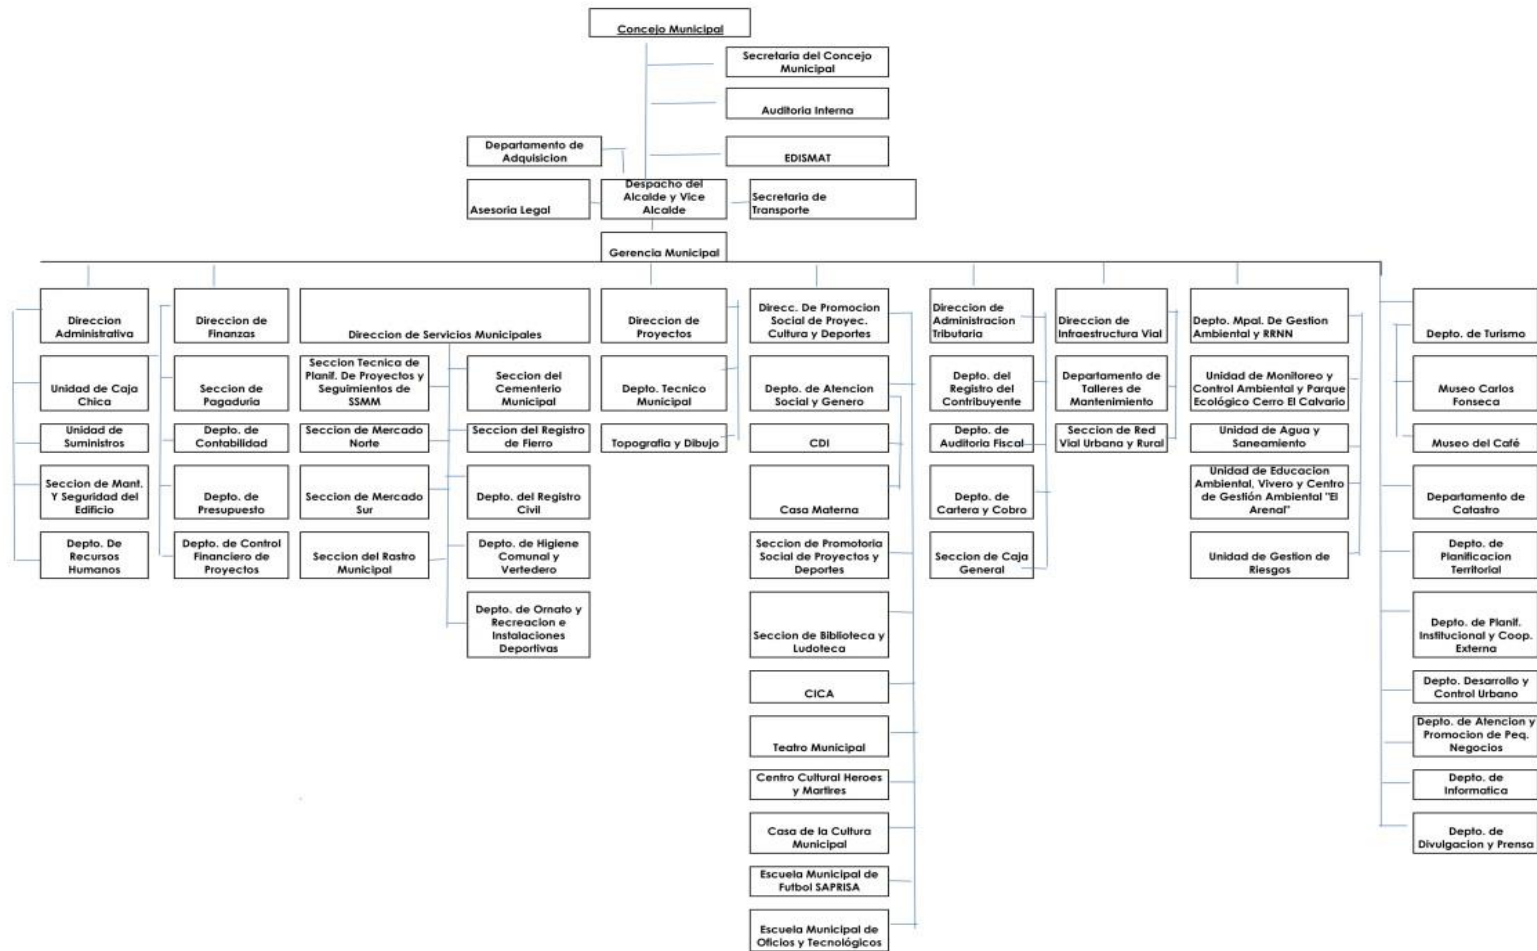 Concejo Municipal
Secretaria del Concejo
Municipal
Auditoria Interna
Departamento de
Adquisicion
EDISMAT
Asesoria Legal
Despacho del
Alcalde y Vice
Alcalde
Secretaria de
Transporte
Gerencia Municipal
Direccion
Administrativa
Unidad de Caja
Chica
Unidad de
Suministros
Seccion de Mant.
Y Seguridad del
Edificio
Depto. De
Recursos
Humanos
Direccion de
Finanzas
Seccion de
Pagaduria
Depto. de
Contabilidad
Depto. de
Presupuesto
Depto. de Control
Financiero de
Proyectos
Direccion de Servicios Municipales
Seccion Tecnica de
Planif. De Proyectos y
Seguimientos de
SSMM
Seccion de Mercado
Norte
Seccion de Mercado
Sur
Seccion del Rastro
Municipal
Seccion del
Cementerio
Municipal
Seccion del Registro
de Fierro
Depto. del Registro
Civil
Depto. de Higiene
Comunal y
Vertedero
Depto. de Ornato y
Recreacion e
Instalaciones
Deportivas
Direccion de
Proyectos
Depto. Tecnico
Municipal
Topografia y Dibujo
Direcc. De Promocion
Social de Proyec.
Cultura y Deportes
Depto. de Atencion
Social y Genero
CDI
Casa Materna
Seccion de Promotoria
Social de Proyectos y
Deportes
Seccion de Biblioteca y
Ludoteca
CICA
Teatro Municipal
Centro Cultural Heroes
y Martires
Casa de la Cultura
Municipal
Escuela Municipal de
Futbol SAPRISA
Escuela Municipal de
Oficios y Tecnológicos
Direccion de
Administracion
Tributaria
Depto. del
Registro del
Contribuyente
Depto. de
Auditoria Fiscal
Depto. de
Cartera y Cobro
Seccion de Caja
General
Direccion de
Infraestructura Vial
Departamento de
Talleres de
Mantenimiento
Seccion de Red
Vial Urbana y Rural
Depto. Mpal. De Gestion
Ambiental y RRNN
Unidad de Monitoreo y
Control Ambiental y Parque
Ecológico Cerro El Calvario
Unidad de Agua y
Saneamiento
Unidad de Educacion
Ambiental, Vivero y Centro
de Gestión Ambiental "El
Arenal"
Unidad de Gestion de
Riesgos
Depto. de Turismo
Museo Carlos
Fonseca
Museo del Café
Departamento de
Catastro
Depto. de
Planificacion
Territorial
Depto. de Planif.
Institucional y Coop.
Externa
Depto. Desarrollo y
Control Urbano
Depto. de Atencion y
Promocion de Peq.
Negocios
Depto. de
Informatica
Depto. de
Divulgacion y Prensa